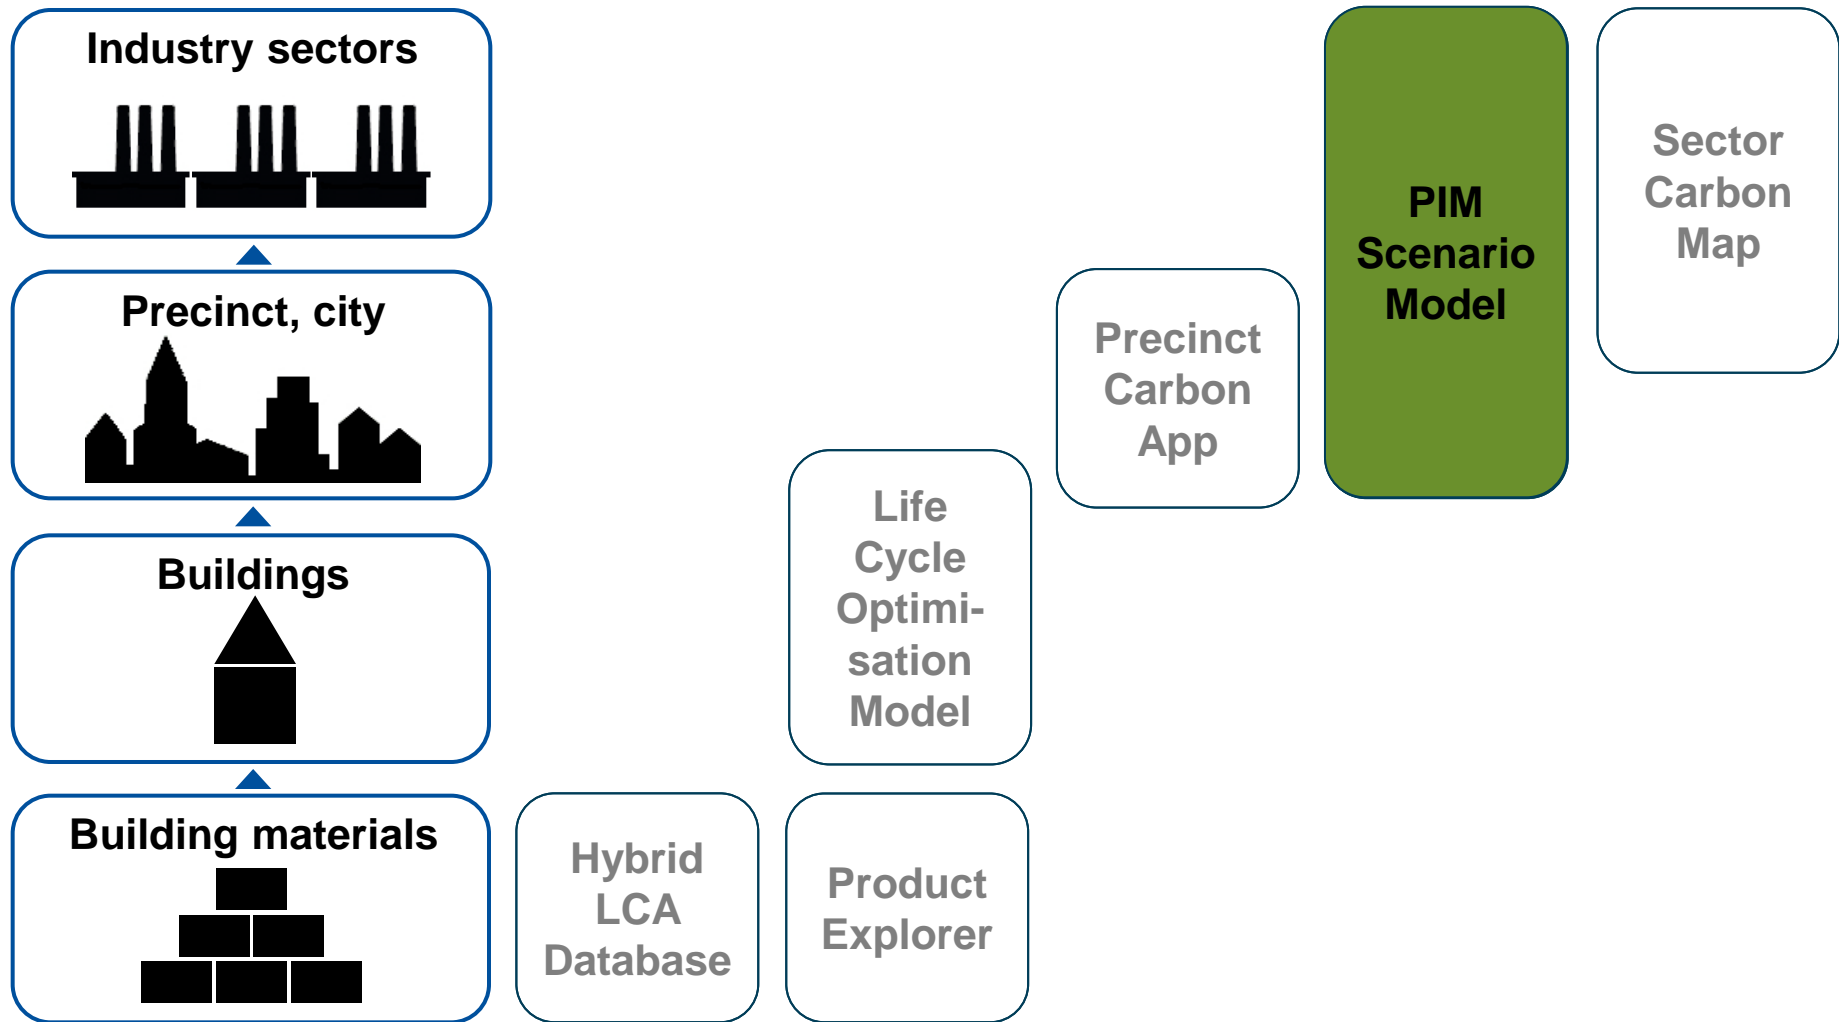 Industry sectors
Precinct, city
Buildings
Building materials
Hybrid
LCA
Database
Product
Explorer
Life
Cycle
Optimi-
sation
Model
Precinct
Carbon
App
PIM
Scenario
Model
Sector
Carbon
Map